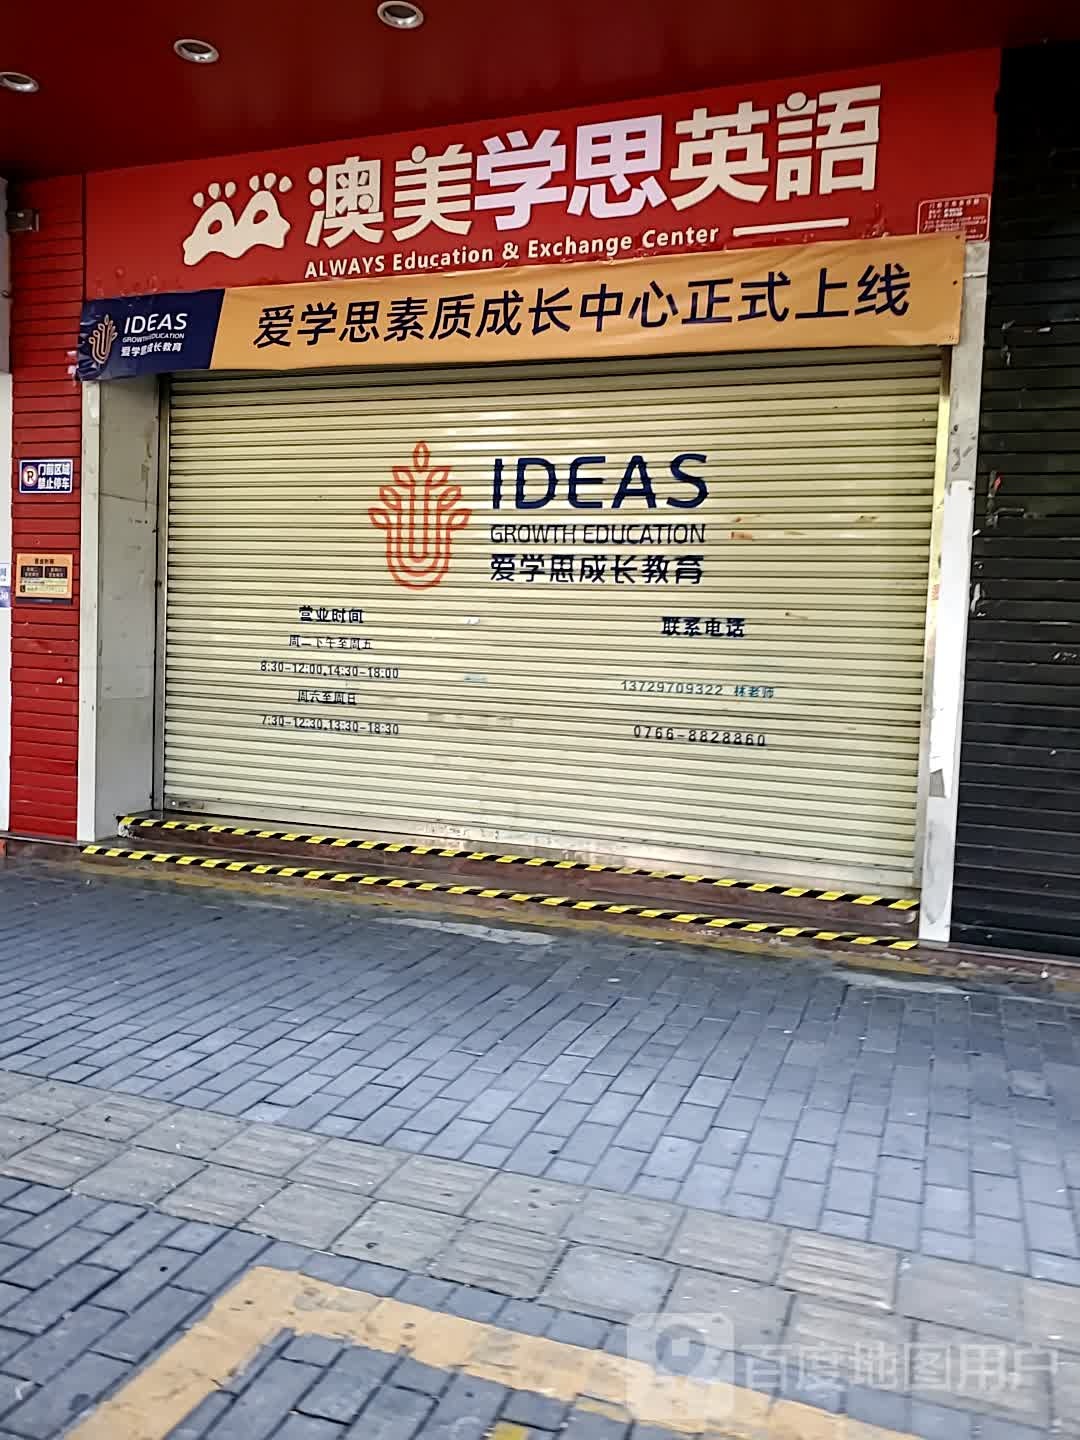 澳美学思英語
ALWAYS Education & Exchange Center
IDEAS
GROWTH EDUCATION
爱学思成长教育
爱学思素质成长中心正式上线
门前区域
禁止停车
IDEAS
GROWTH EDUCATION
爱学思成长教育
营业时间
周二下午至周五
8:30-12:00,14:30-18:00
周六至周日
7:30-12:30,13:30-18:30
联系电话
13729709322 林老师
0766-8828860
百度地图用户